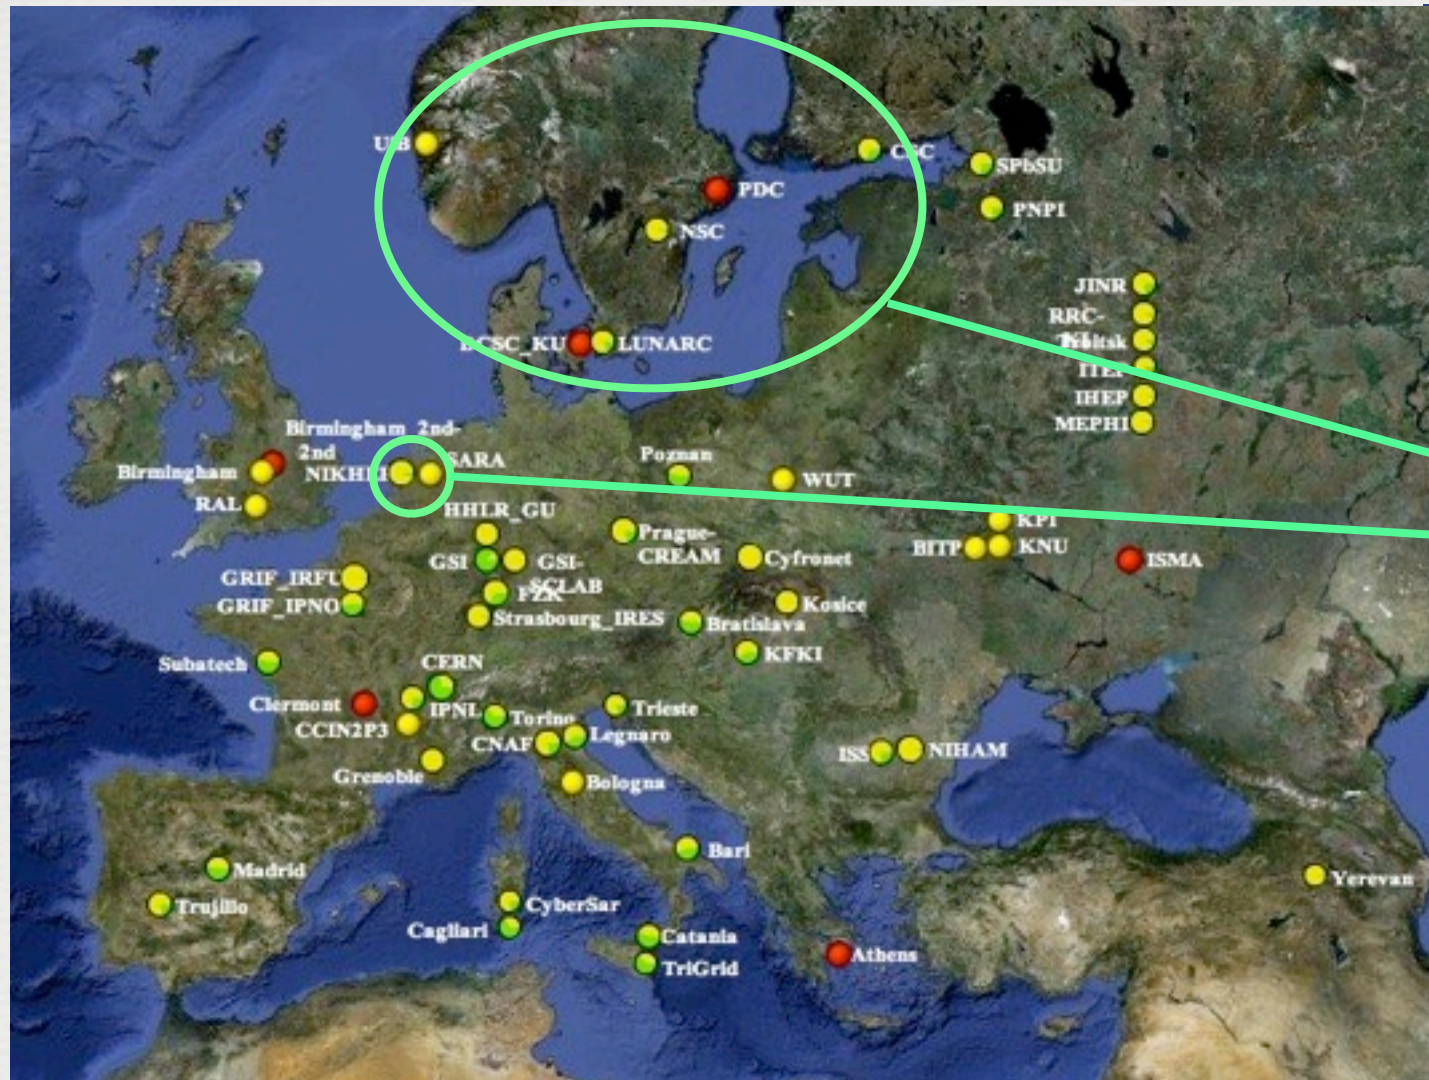 UiB
CSC
SPbSU
PDC
PNPI
NSC
JINR
RRC-
Troitsk
DCSC_KU
LUNARC
ITEP
IHEP
MEPHI
Birmingham_2nd-
2nd
Birmingham
NIKHEF
SARA
Poznan
WUT
RAL
HHLR_GU
KPI
Prague-
CREAM
BITP
KNU
GSI
GSI-
SCLAB
Cyfronet
ISMA
GRIF_IRFU
FZK
GRIF_IPNO
Kosice
Strasbourg_IRES
Bratislava
KFKI
Subatech
CERN
Clermont
IPNL
Torino
Trieste
CCIN2P3
CNAF
Legnaro
ISS
NIHAM
Grenoble
Bologna
Bari
Madrid
Yerevan
Trujillo
CyberSar
Cagliari
Catania
Athens
TriGrid